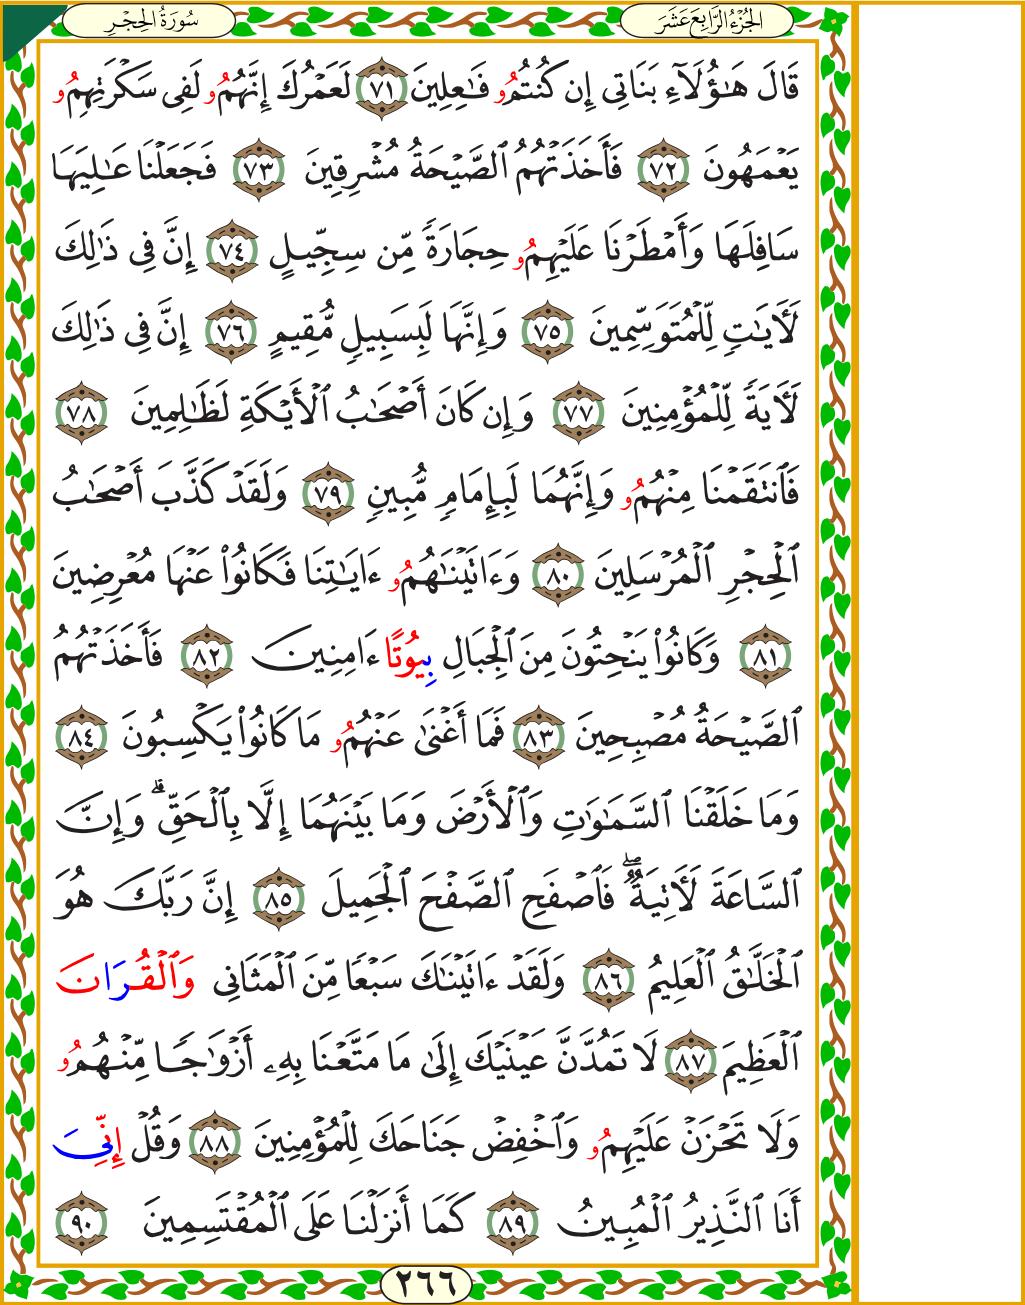 سُورَةُ الحِجْرِ
الجُزْءُ الرَّابِعَ عَشَرَ
قَالَ هَٰٓؤُلَآءِ بَنَاتِى إِن كُنتُمُۥ فَٰعِلِينَ ٧١ لَعَمْرُكَ إِنَّهُمُۥ لَفِى سَكْرَتِهِمُۥ
يَعْمَهُونَ ٧٢ فَأَخَذَتْهُمُ ٱلصَّيْحَةُ مُشْرِقِينَ ٧٣ فَجَعَلْنَا عَٰلِيَهَا
سَافِلَهَا وَأَمْطَرْنَا عَلَيْهِمُۥ حِجَارَةً مِّن سِجِّيلٍ ٧٤ إِنَّ فِى ذَٰلِكَ
لَأٓيَٰتٍ لِّلْمُتَوَسِّمِينَ ٧٥ وَإِنَّهَا لَبِسَبِيلٍ مُّقِيمٍ ٧٦ إِنَّ فِى ذَٰلِكَ
لَأٓيَةً لِّلْمُؤْمِنِينَ ٧٧ وَإِن كَانَ أَصْحَٰبُ ٱلْأَيْكَةِ لَظَٰلِمِينَ ٧٨
فَٱنتَقَمْنَا مِنْهُمُۥ وَإِنَّهُمَا لَبِإِمَامٍ مُّبِينٍ ٧٩ وَلَقَدْ كَذَّبَ أَصْحَٰبُ
ٱلْحِجْرِ ٱلْمُرْسَلِينَ ٨٠ وَءَاتَيْنَٰهُمُۥ ءَايَٰتِنَا فَكَانُوا۟ عَنْهَا مُعْرِضِينَ
٨١ وَكَانُوا۟ يَنْحِتُونَ مِنَ ٱلْجِبَالِ بِيُوتًا ءَامِنِينَ ٨٢ فَأَخَذَتْهُمُ
ٱلصَّيْحَةُ مُصْبِحِينَ ٨٣ فَمَا أَغْنَىٰ عَنْهُمُۥ مَا كَانُوا۟ يَكْسِبُونَ ٨٤
وَمَا خَلَقْنَا ٱلسَّمَٰوَٰتِ وَٱلْأَرْضَ وَمَا بَيْنَهُمَا إِلَّا بِٱلْحَقِّ ۗ وَإِنَّ
ٱلسَّاعَةَ لَأٓتِيَةٌ ۖ فَٱصْفَحِ ٱلصَّفْحَ ٱلْجَمِيلَ ٨٥ إِنَّ رَبَّكَ هُوَ
ٱلْخَلَّٰقُ ٱلْعَلِيمُ ٨٦ وَلَقَدْ ءَاتَيْنَٰكَ سَبْعًا مِّنَ ٱلْمَثَانِى وَٱلْقُرَانَ
ٱلْعَظِيمَ ٨٧ لَا تَمُدَّنَّ عَيْنَيْكَ إِلَىٰ مَا مَتَّعْنَا بِهِۦ أَزْوَٰجًا مِّنْهُمُۥ
وَلَا تَحْزَنْ عَلَيْهِمُۥ وَٱخْفِضْ جَنَاحَكَ لِلْمُؤْمِنِينَ ٨٨ وَقُلْ إِنِّىَ
أَنَا ٱلنَّذِيرُ ٱلْمُبِينُ ٨٩ كَمَا أَنزَلْنَا عَلَى ٱلْمُقْتَسِمِينَ ٩٠
٢٦٦